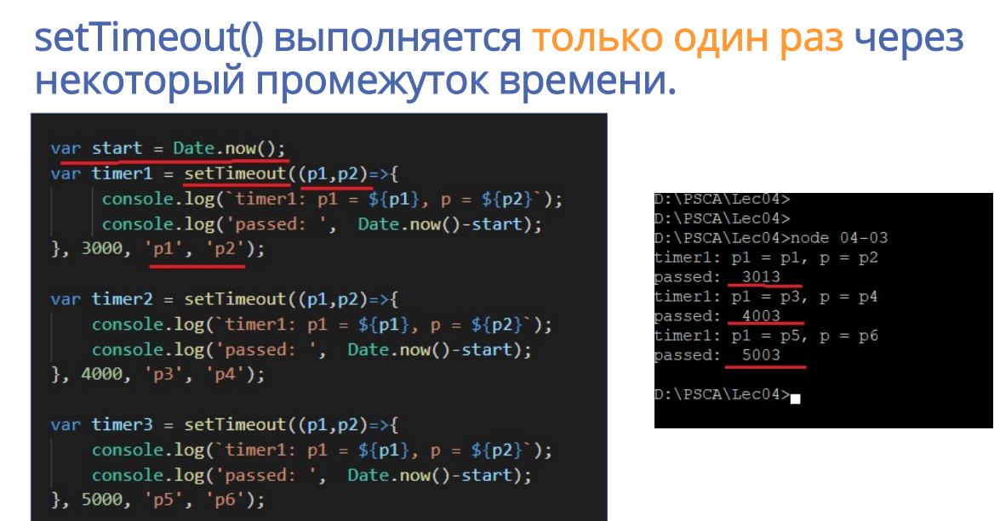 setTimeout() выполняется только один раз через
некоторый промежуток времени.
var start = Date.now();
var timer1 = setTimeout((p1,p2)=>{
console.log(`timer1: p1 = ${p1}, p = ${p2}`);
console.log('passed: ',  Date.now()-start);
}, 3000, 'p1', 'p2');
var timer2 = setTimeout((p1,p2)=>{
console.log(`timer1: p1 = ${p1}, p = ${p2}`);
console.log('passed: ',  Date.now()-start);
}, 4000, 'p3', 'p4');
var timer3 = setTimeout((p1,p2)=>{
console.log(`timer1: p1 = ${p1}, p = ${p2}`);
console.log('passed: ',  Date.now()-start);
}, 5000, 'p5', 'p6');
D:\PSCA\Lec04>
D:\PSCA\Lec04>
D:\PSCA\Lec04>node 04-03
timer1: p1 = p1, p = p2
passed:  3013
timer1: p1 = p3, p = p4
passed:  4003
timer1: p1 = p5, p = p6
passed:  5003
D:\PSCA\Lec04>